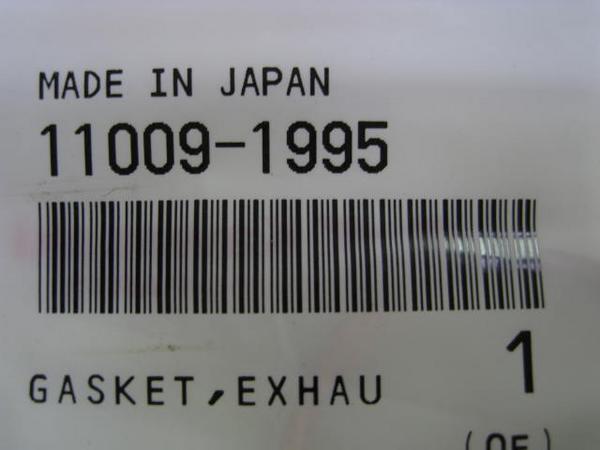 MADE IN JAPAN
11009-1995
1
GASKET,EXHAU